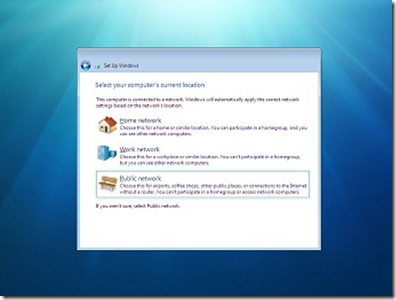 Set Up Windows
Select your computer's current location
This computer is connected to a network. Windows will automatically apply the correct network
settings based on the network's location.
Home network
Choose this for a home or similar location. You can participate in a homegroup, and you
can see other network computers.
Work network
Choose this for a workplace or similar location. You can't participate in a homegroup,
but you can see other network computers.
Public network
Choose this for airports, coffee shops, other public places, or connections to the Internet
without a router. You can't participate in a homegroup or access network computers.
If you aren't sure, select Public network.